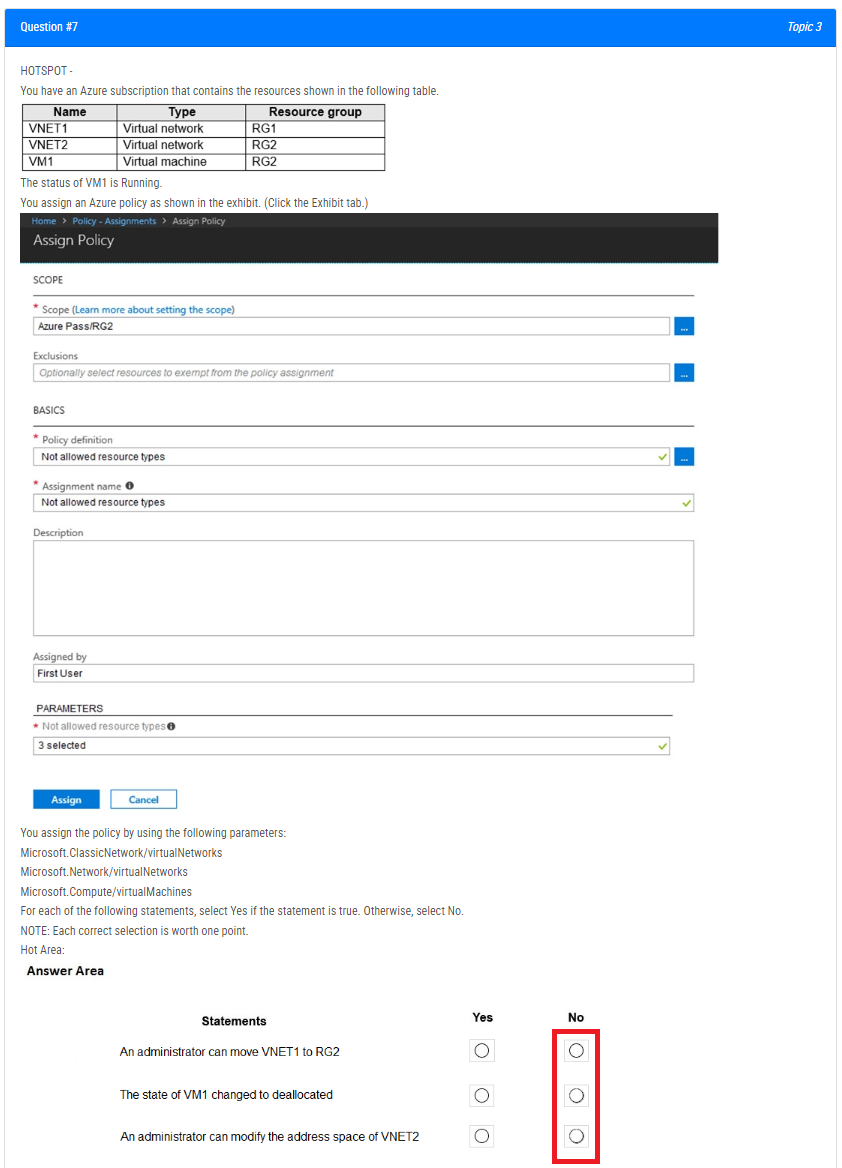 Question #7 Topic 3
HOTSPOT -
You have an Azure subscription that contains the resources shown in the following table.
Name Type Resource group
VNET1 Virtual network RG1
VNET2 Virtual network RG2
VM1 Virtual machine RG2
The status of VM1 is Running.
You assign an Azure policy as shown in the exhibit. (Click the Exhibit tab.)
Home > Policy - Assignments > Assign Policy
Assign Policy
SCOPE
* Scope (Learn more about setting the scope)
Azure Pass/RG2
...
Exclusions
Optionally select resources to exempt from the policy assignment
...
BASICS
* Policy definition
Not allowed resource types
...
* Assignment name
Not allowed resource types
Description
Assigned by
First User
PARAMETERS
* Not allowed resource types
3 selected
Assign Cancel
You assign the policy by using the following parameters:
Microsoft.ClassicNetwork/virtualNetworks
Microsoft.Network/virtualNetworks
Microsoft.Compute/virtualMachines
For each of the following statements, select Yes if the statement is true. Otherwise, select No.
NOTE: Each correct selection is worth one point.
Hot Area:
Answer Area
Statements Yes No
An administrator can move VNET1 to RG2
The state of VM1 changed to deallocated
An administrator can modify the address space of VNET2